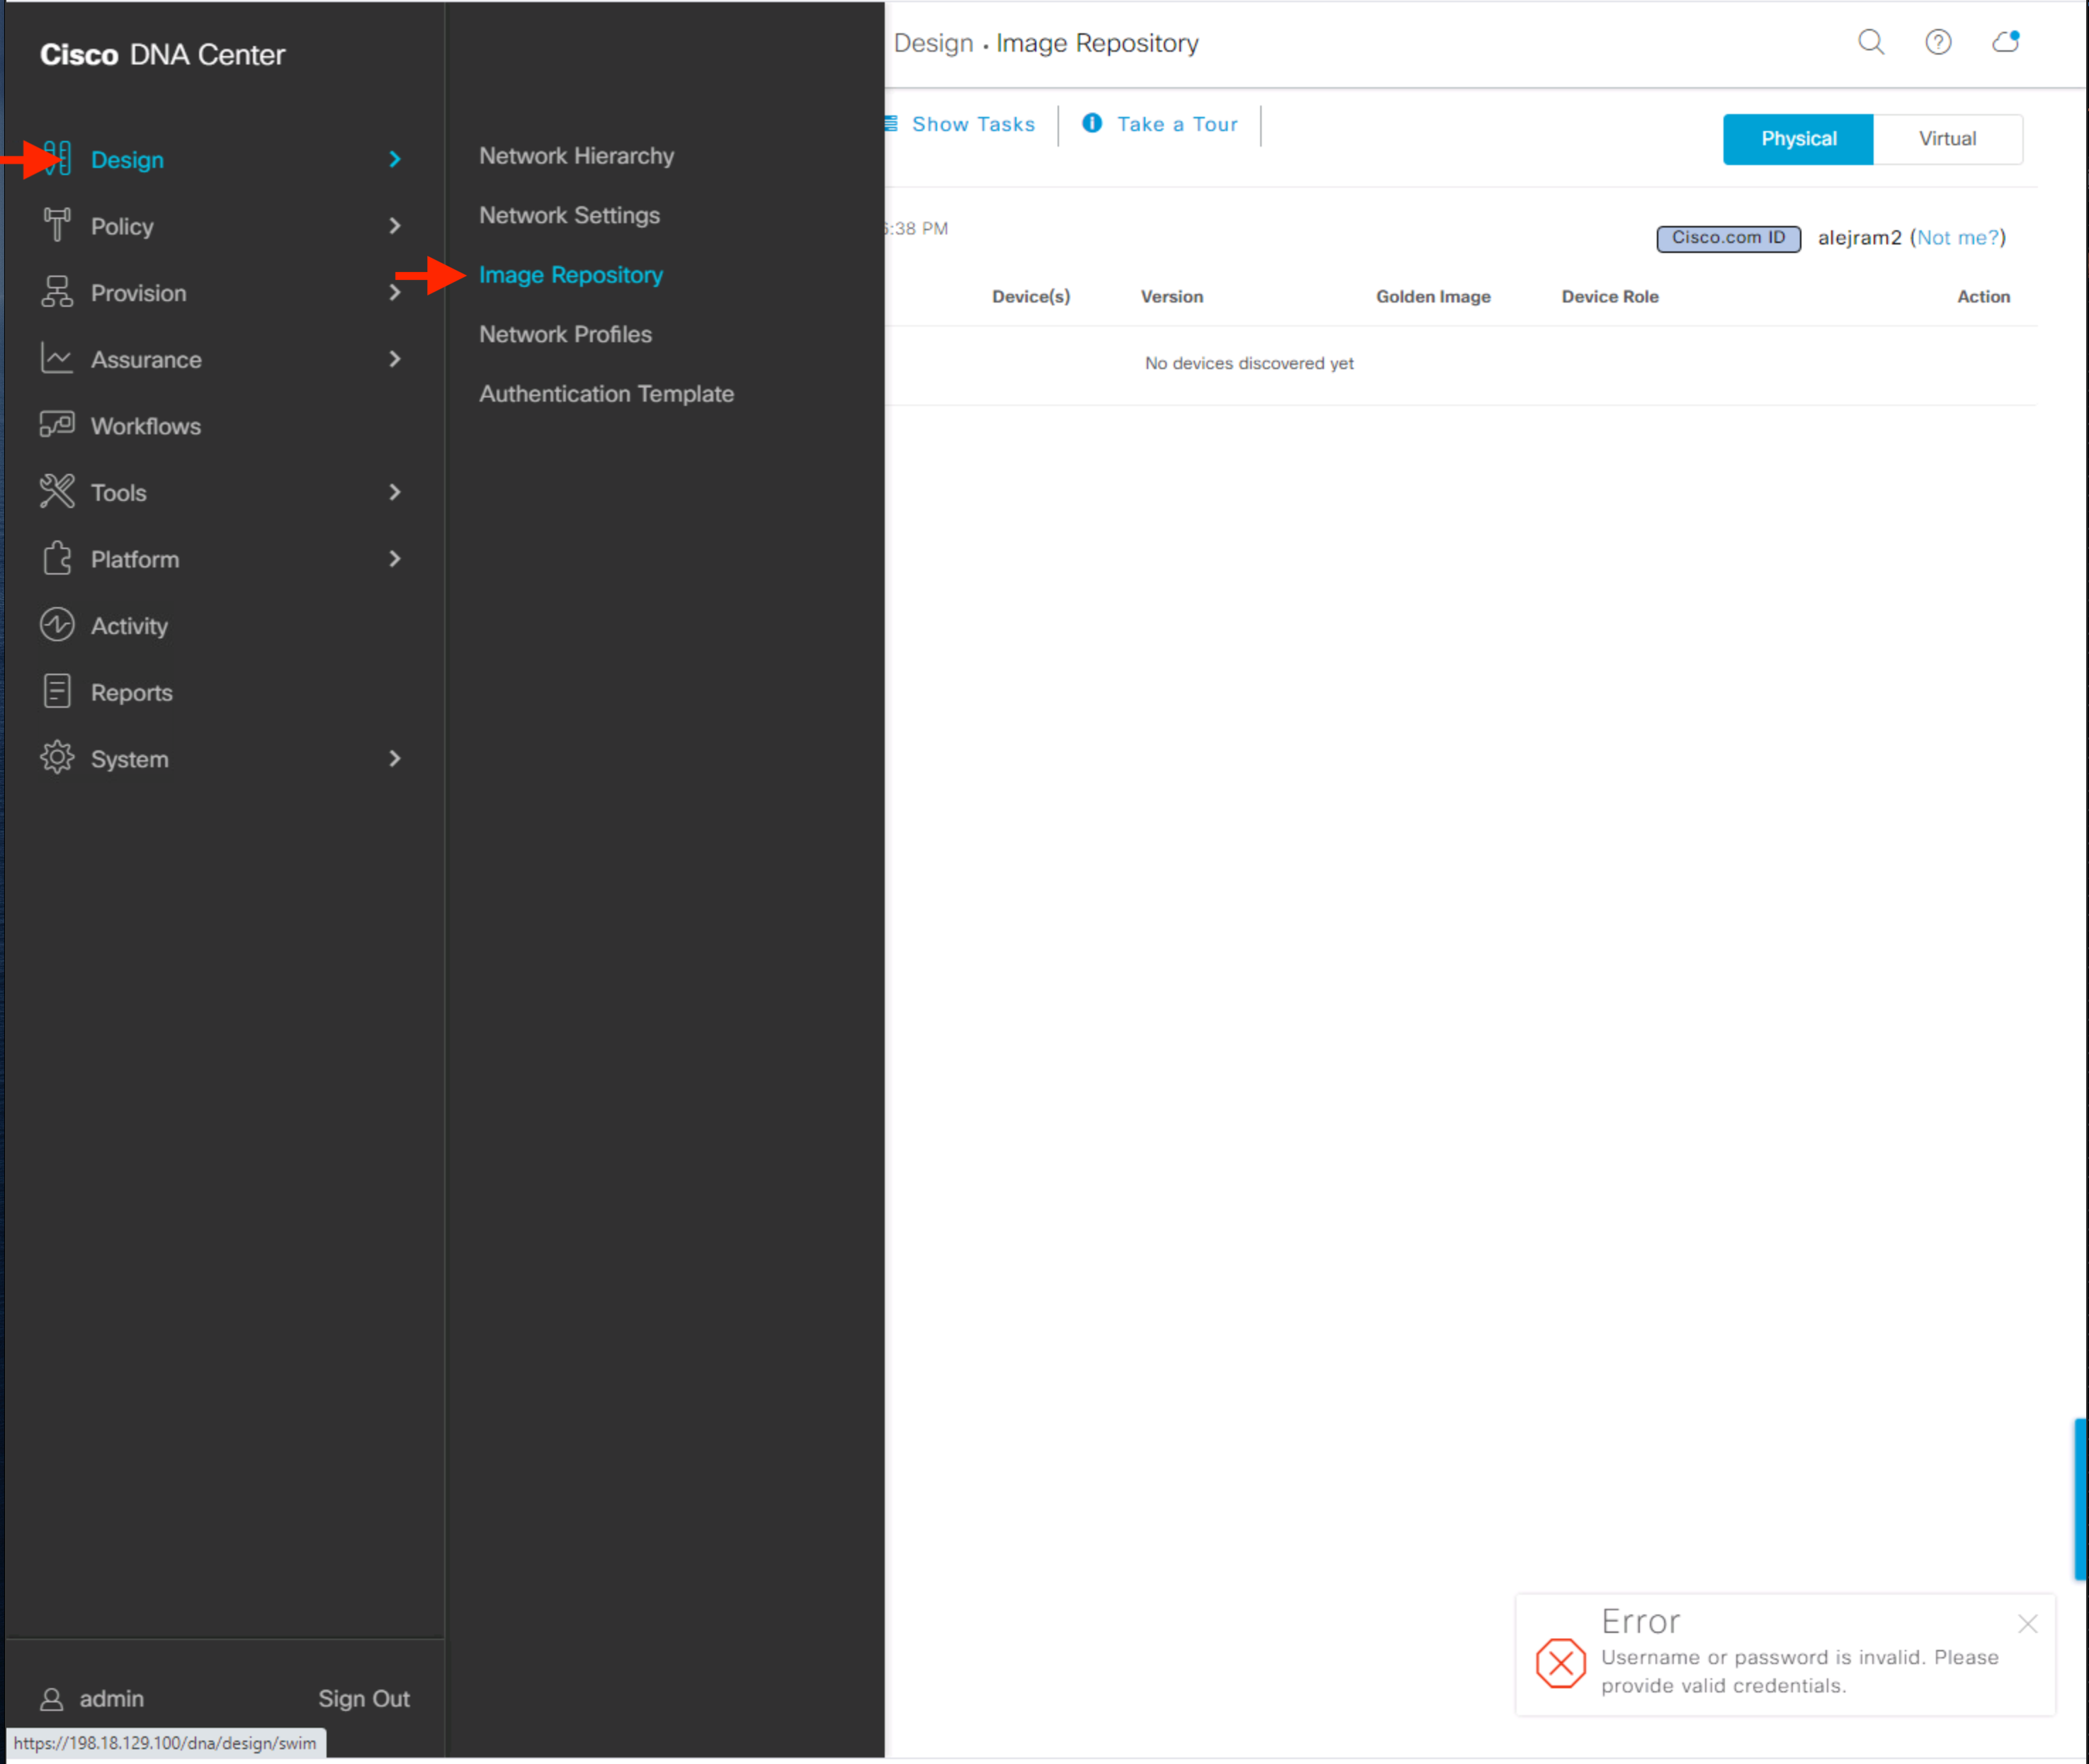 Cisco DNA Center
Design
Policy
Provision
Assurance
Workflows
Tools
Platform
Activity
Reports
System
admin Sign Out
https://198.18.129.100/dna/design/swim
Network Hierarchy
Network Settings
Image Repository
Network Profiles
Authentication Template
Design • Image Repository
Show Tasks Take a Tour
Physical Virtual
:38 PM
Cisco.com ID alejram2 (Not me?)
Device(s) Version Golden Image Device Role Action
No devices discovered yet
Error
Username or password is invalid. Please
provide valid credentials.